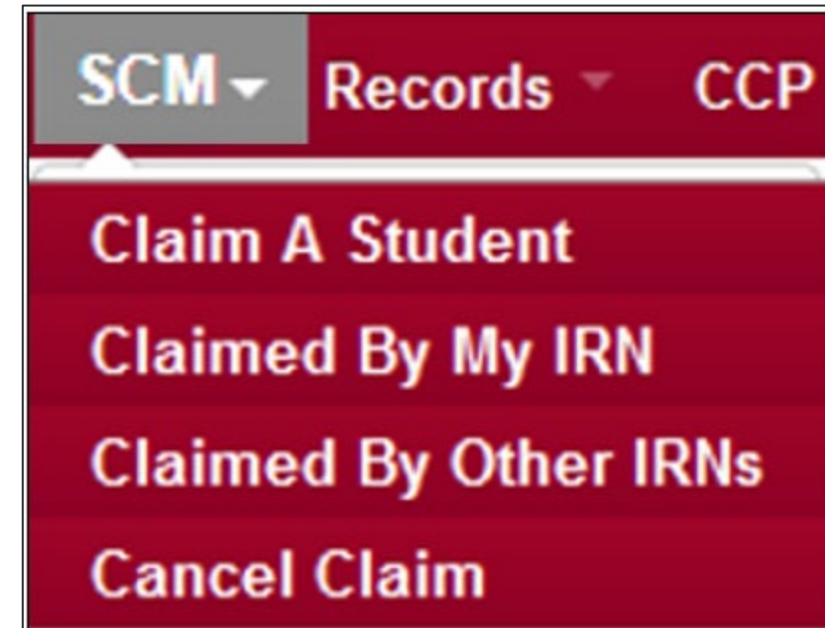 SCM Records CCP
Claim A Student
Claimed By My IRN
Claimed By Other IRNs
Cancel Claim